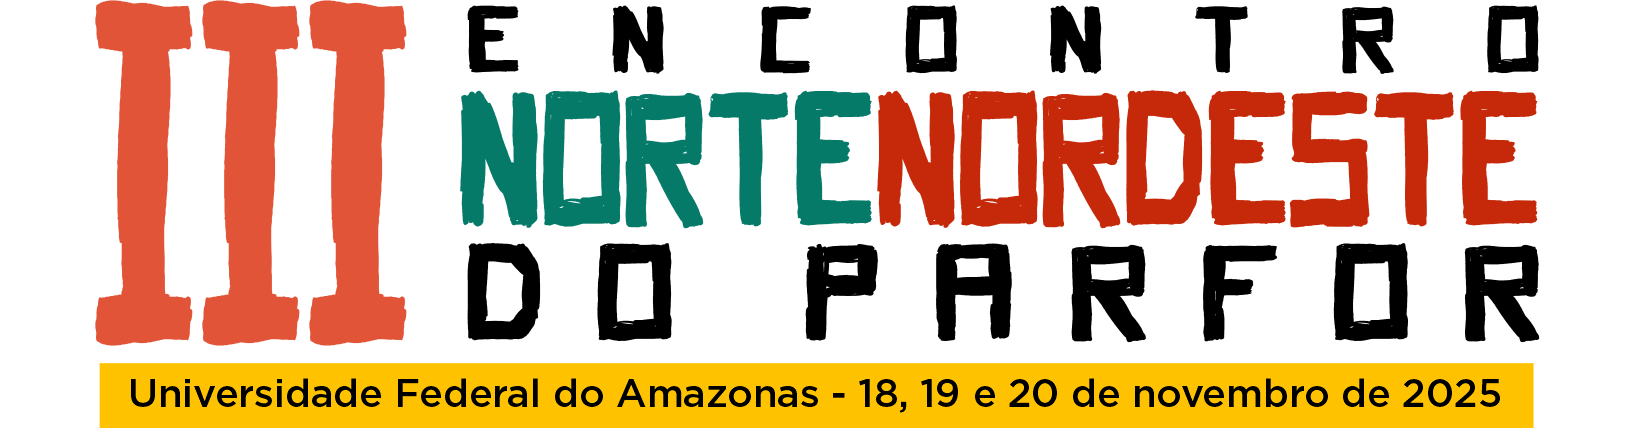 III
ENCONTRO
NORTENORDESTE
DO PARFOR
Universidade Federal do Amazonas - 18, 19 e 20 de novembro de 2025